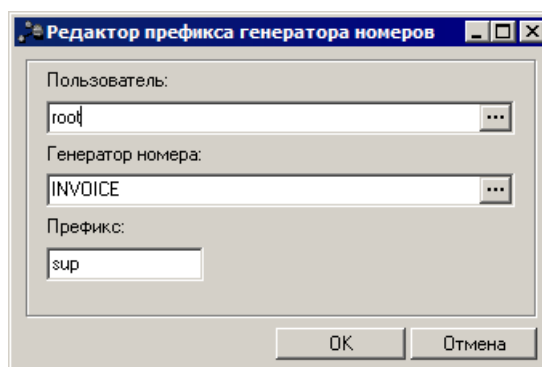 Редактор префикса генератора номеров
Пользователь:
root
...
Генератор номера:
INVOICE
...
Префикс:
sup
OK
Отмена